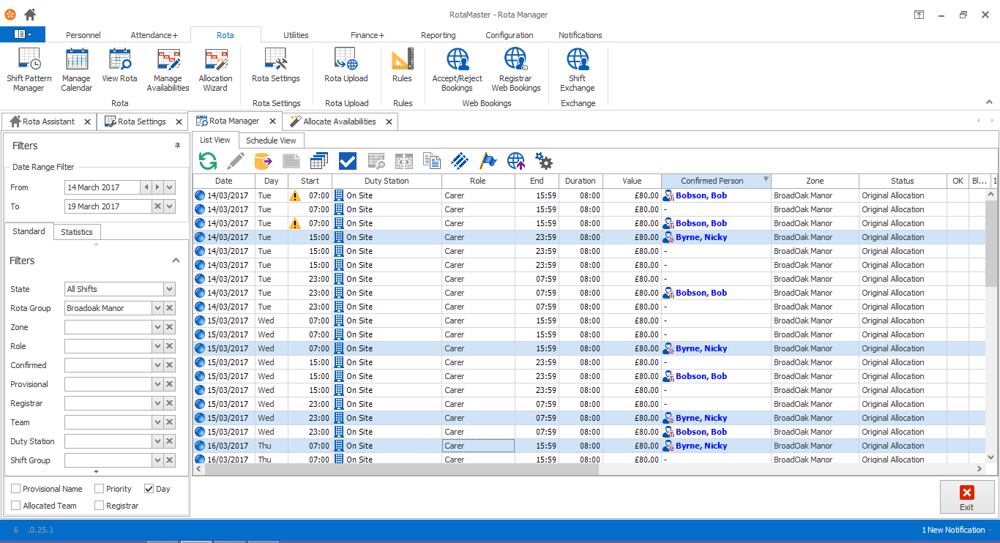 RotaMaster - Rota Manager
Personnel Attendance+ Rota Utilities Finance+ Reporting Configuration Notifications
Shift Pattern Manager Manage Calendar View Rota Manage Availabilities Allocation Wizard Rota Settings Rota Upload Rules Accept/Reject Bookings Registrar Web Bookings Shift Exchange
Rota Rota Settings Rota Upload Rules Web Bookings Exchange
Rota Assistant Rota Settings Rota Manager Allocate Availabilities
Filters
Date Range Filter
From 14 March 2017
To 19 March 2017
Standard Statistics
Filters
State All Shifts
Rota Group Broadoak Manor
Zone
Role
Confirmed
Provisional
Registrar
Team
Duty Station
Shift Group
Provisional Name Priority Day
Allocated Team Registrar
List View Schedule View
Date Day Start Duty Station Role End Duration Value Confirmed Person Zone Status OK Bl...
14/03/2017 Tue 07:00 On Site Carer 15:59 08:00 £80.00 Bobson, Bob BroadOak Manor Original Allocation
14/03/2017 Tue 07:00 On Site Carer 15:59 08:00 £80.00 - BroadOak Manor Original Allocation
14/03/2017 Tue 07:00 On Site Carer 15:59 08:00 £80.00 Bobson, Bob BroadOak Manor Original Allocation
14/03/2017 Tue 15:00 On Site Carer 23:59 08:00 £80.00 Byrne, Nicky BroadOak Manor Original Allocation
14/03/2017 Tue 15:00 On Site Carer 23:59 08:00 £80.00 - BroadOak Manor Original Allocation
14/03/2017 Tue 15:00 On Site Carer 23:59 08:00 £80.00 - BroadOak Manor Original Allocation
14/03/2017 Tue 23:00 On Site Carer 07:59 08:00 £80.00 - BroadOak Manor Original Allocation
14/03/2017 Tue 23:00 On Site Carer 07:59 08:00 £80.00 Bobson, Bob BroadOak Manor Original Allocation
14/03/2017 Tue 23:00 On Site Carer 07:59 08:00 £80.00 - BroadOak Manor Original Allocation
15/03/2017 Wed 07:00 On Site Carer 15:59 08:00 £80.00 - BroadOak Manor Original Allocation
15/03/2017 Wed 07:00 On Site Carer 15:59 08:00 £80.00 - BroadOak Manor Original Allocation
15/03/2017 Wed 07:00 On Site Carer 15:59 08:00 £80.00 Byrne, Nicky BroadOak Manor Original Allocation
15/03/2017 Wed 15:00 On Site Carer 23:59 08:00 £80.00 - BroadOak Manor Original Allocation
15/03/2017 Wed 15:00 On Site Carer 23:59 08:00 £80.00 Bobson, Bob BroadOak Manor Original Allocation
15/03/2017 Wed 15:00 On Site Carer 23:59 08:00 £80.00 - BroadOak Manor Original Allocation
15/03/2017 Wed 23:00 On Site Carer 07:59 08:00 £80.00 - BroadOak Manor Original Allocation
15/03/2017 Wed 23:00 On Site Carer 07:59 08:00 £80.00 Byrne, Nicky BroadOak Manor Original Allocation
15/03/2017 Wed 23:00 On Site Carer 07:59 08:00 £80.00 Bobson, Bob BroadOak Manor Original Allocation
16/03/2017 Thu 07:00 On Site Carer 15:59 08:00 £80.00 Byrne, Nicky BroadOak Manor Original Allocation
16/03/2017 Thu 07:00 On Site Carer 15:59 08:00 £80.00 - BroadOak Manor Original Allocation
Exit
6 .0.25.1 1 New Notification